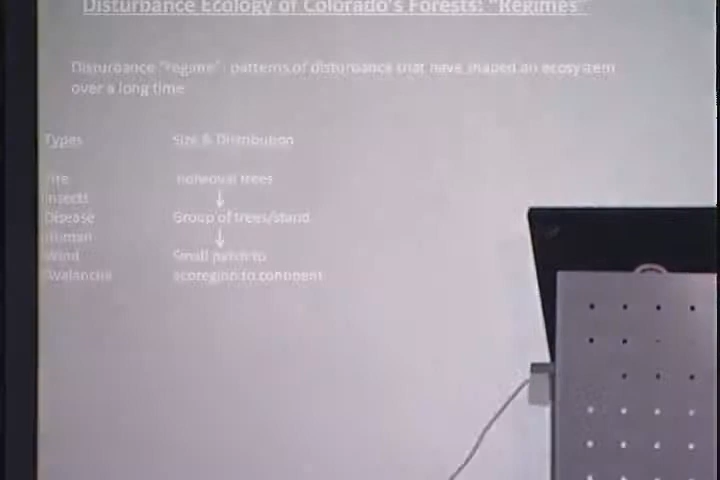 Disturbance Ecology of Colorado's Forests: "Regimes"
Disturbance "regime": patterns of disturbance that have shaped an ecosystem
over a long time
Types Size & Distribution
Fire Individual trees
Insects
Disease Group of trees/stand
Human
Wind Small patch to
Avalanche ecoregion to continent